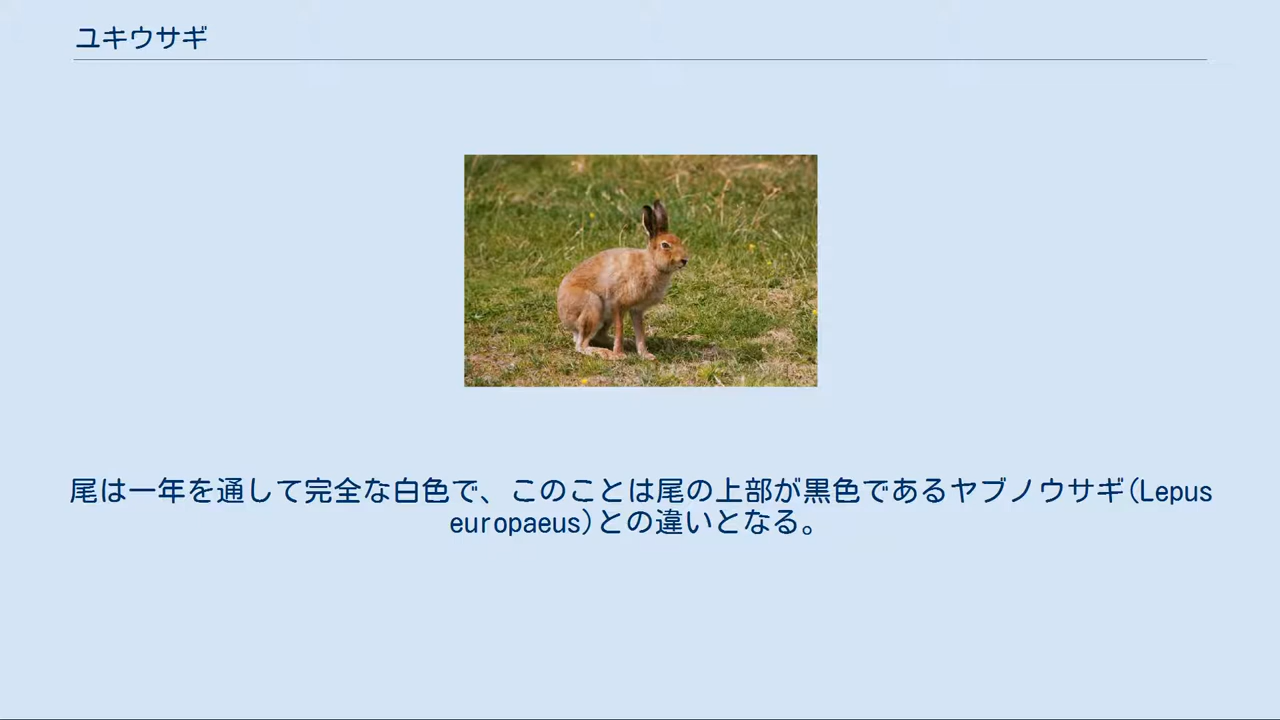 ユキウサギ
尾は一年を通して完全な白色で、このことは尾の上部が黒色であるヤブノウサギ(Lepus
europaeus)との違いとなる。